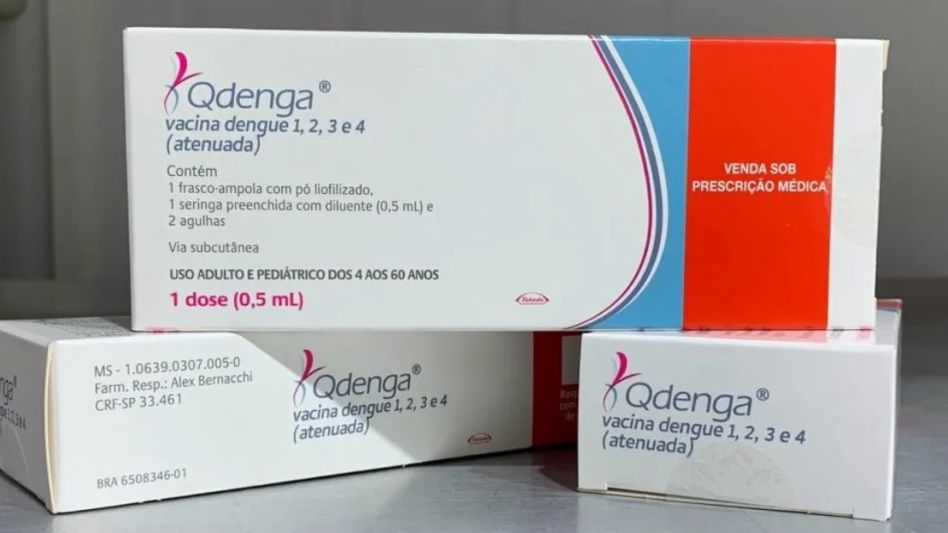 Qdenga®
vacina dengue 1, 2, 3 e 4
(atenuada)
Contém
1 frasco-ampola com pó liofilizado,
1 seringa preenchida com diluente (0,5 mL) e
2 agulhas
Via subcutânea
USO ADULTO E PEDIÁTRICO DOS 4 AOS 60 ANOS
1 dose (0,5 mL)
Takeda
VENDA SOB
PRESCRIÇÃO MÉDICA
MS - 1.0639.0307.005-0
Farm. Resp.: Alex Bernacchi
CRF-SP 33.461
BRA 6508346-01
Qdenga®
vacina dengue 1, 2, 3 e 4
(atenuada)
Qdenga®
vacina dengue 1, 2, 3 e 4
(atenuada)